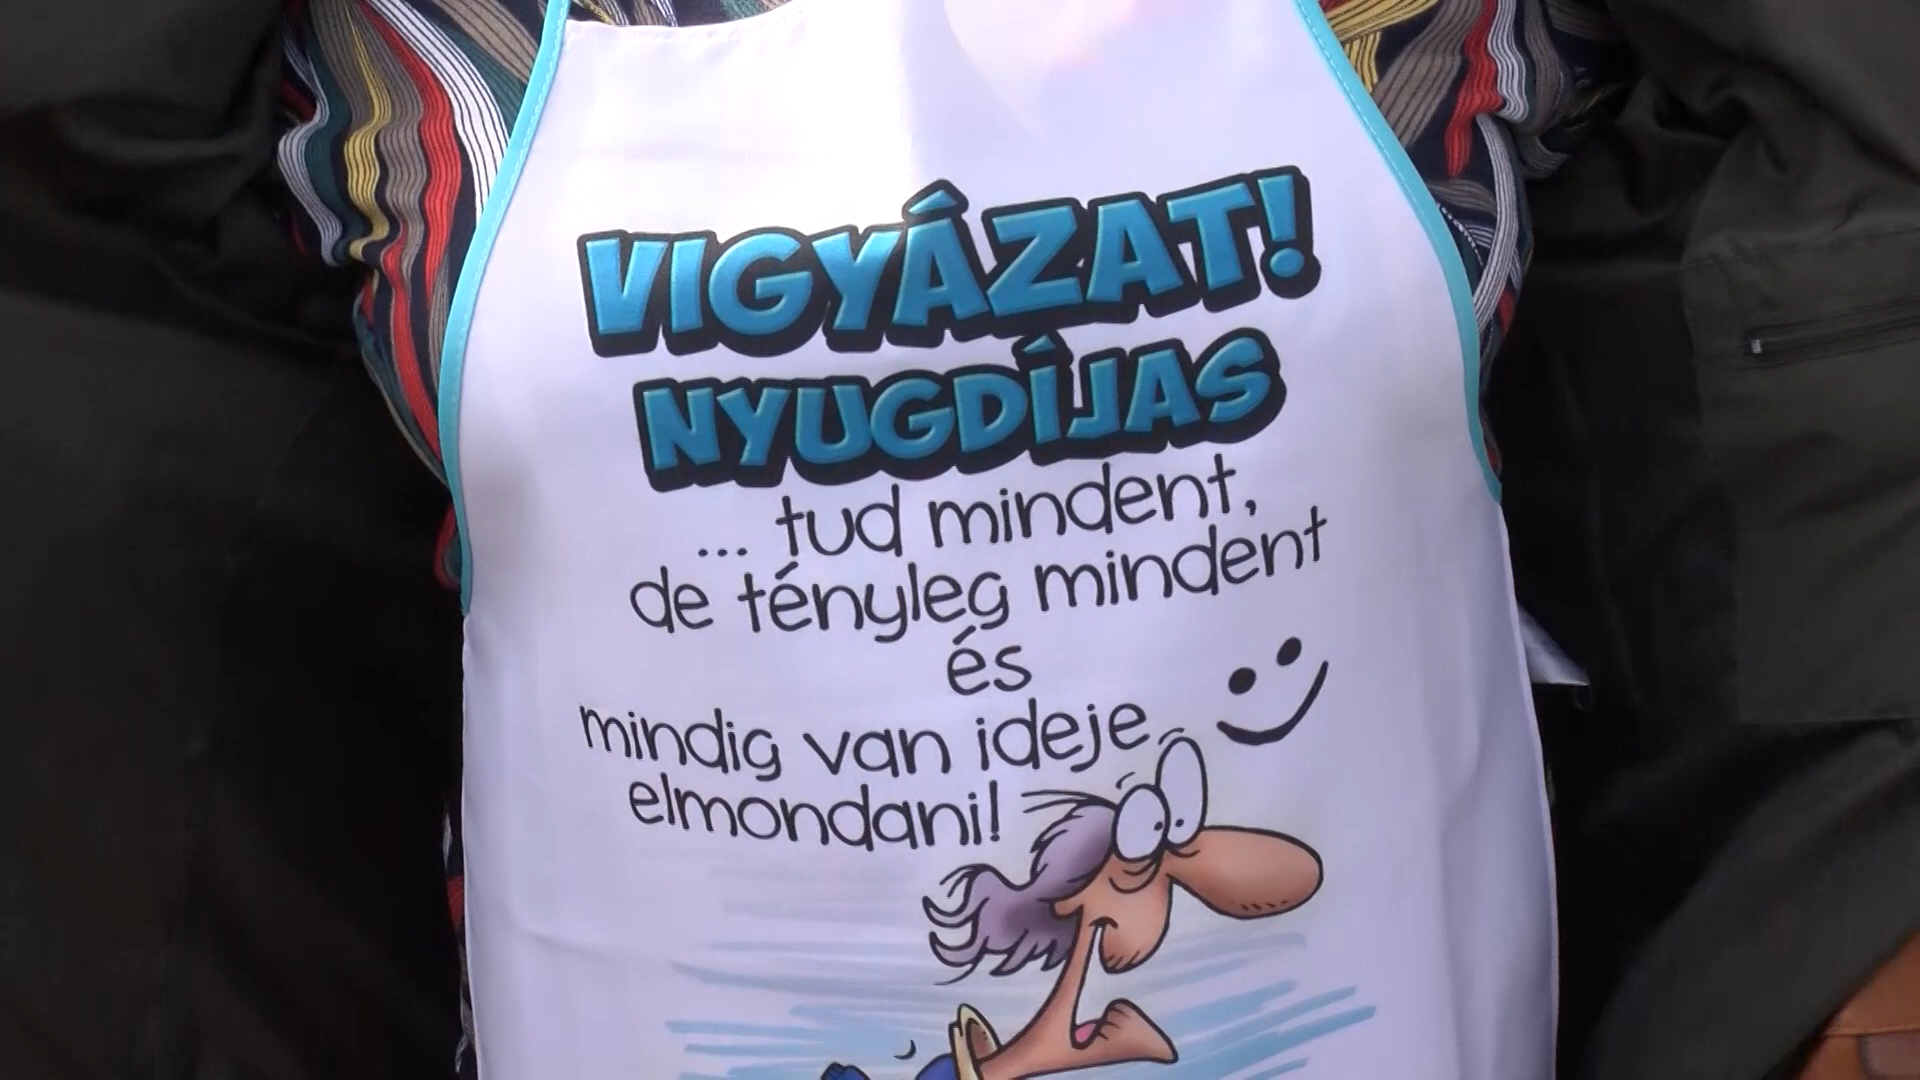 VIGYÁZAT!
NYUGDÍJAS
... tud mindent,
de tényleg mindent
és
mindig van ideje
elmondani!